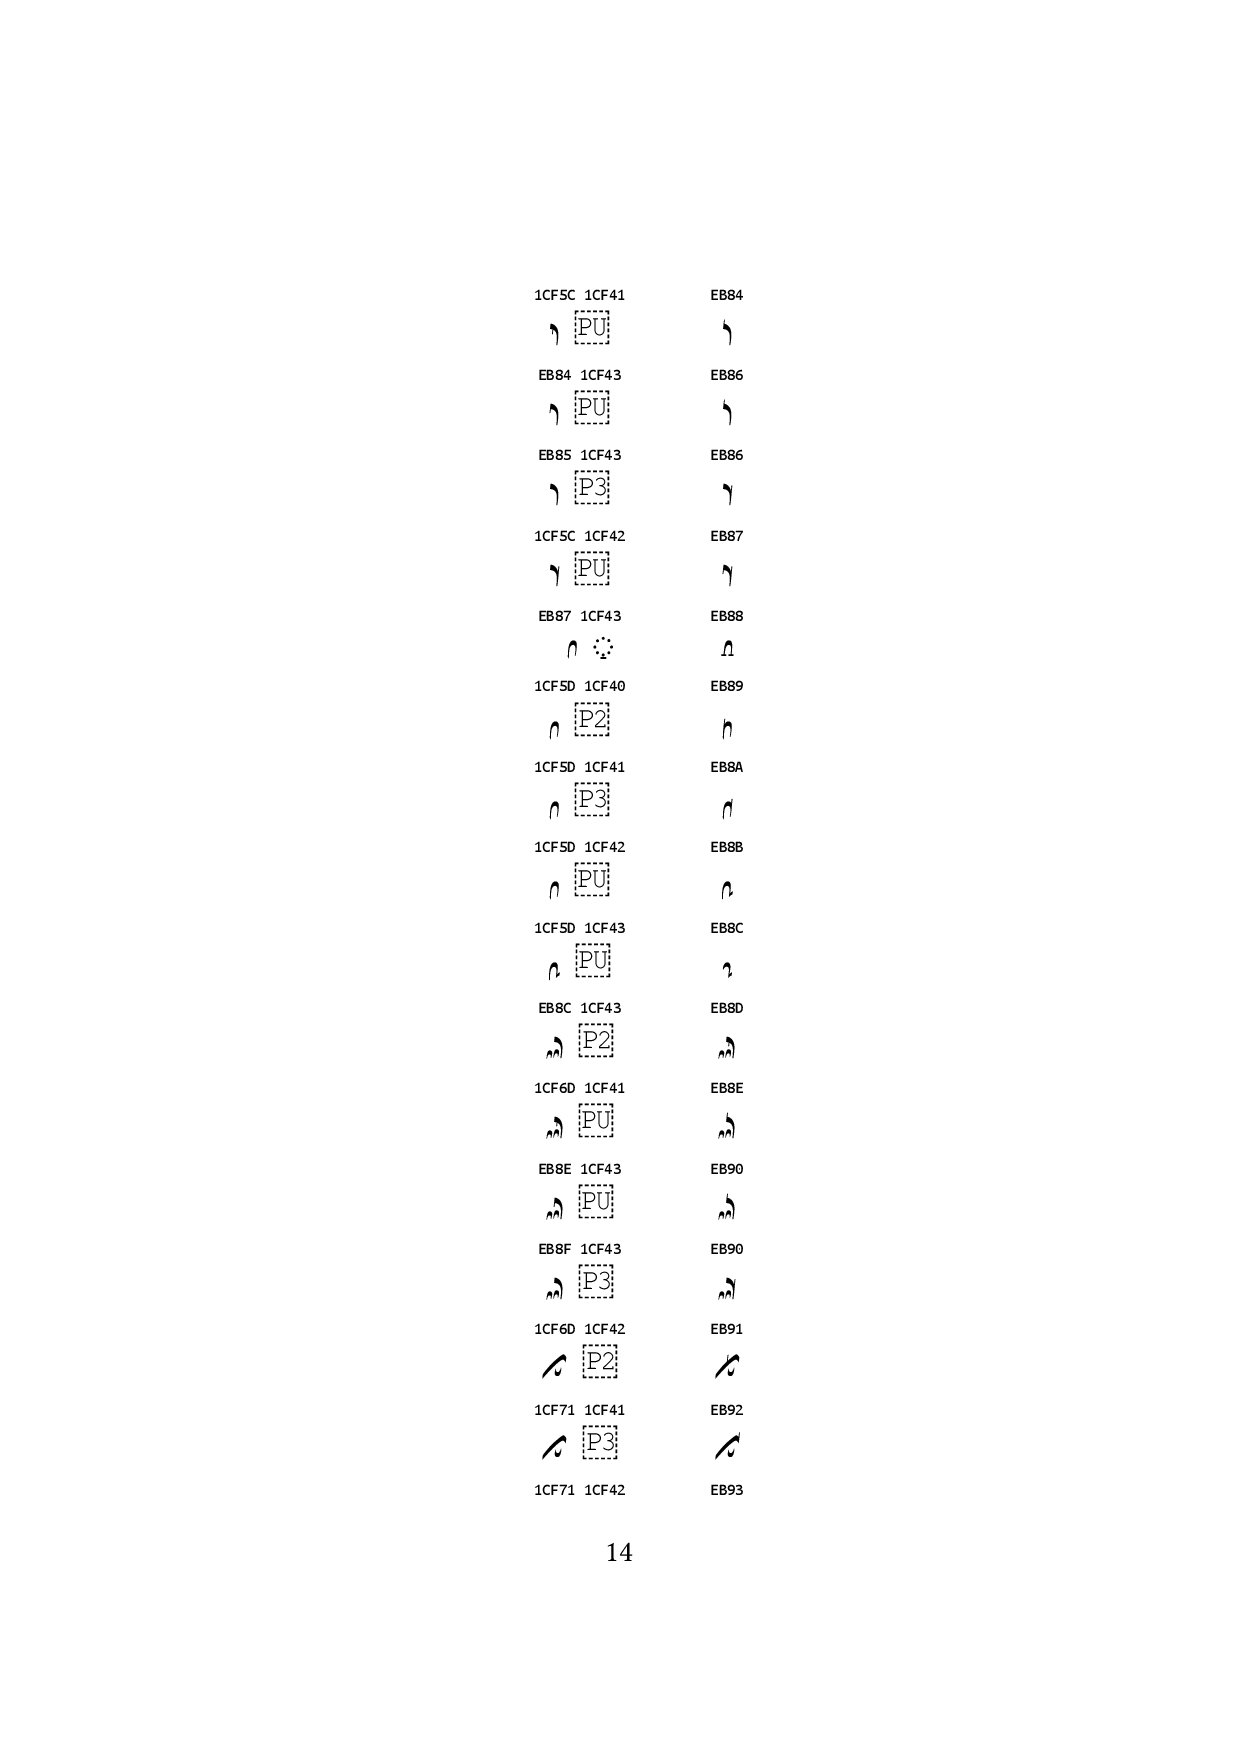 1CF5C 1CF41 EB84
PU
EB84 1CF43 EB86
PU
EB85 1CF43 EB86
P3
1CF5C 1CF42 EB87
PU
EB87 1CF43 EB88
1CF5D 1CF40 EB89
P2
1CF5D 1CF41 EB8A
P3
1CF5D 1CF42 EB8B
PU
1CF5D 1CF43 EB8C
PU
EB8C 1CF43 EB8D
P2
1CF6D 1CF41 EB8E
PU
EB8E 1CF43 EB90
PU
EB8F 1CF43 EB90
P3
1CF6D 1CF42 EB91
P2
1CF71 1CF41 EB92
P3
1CF71 1CF42 EB93
14